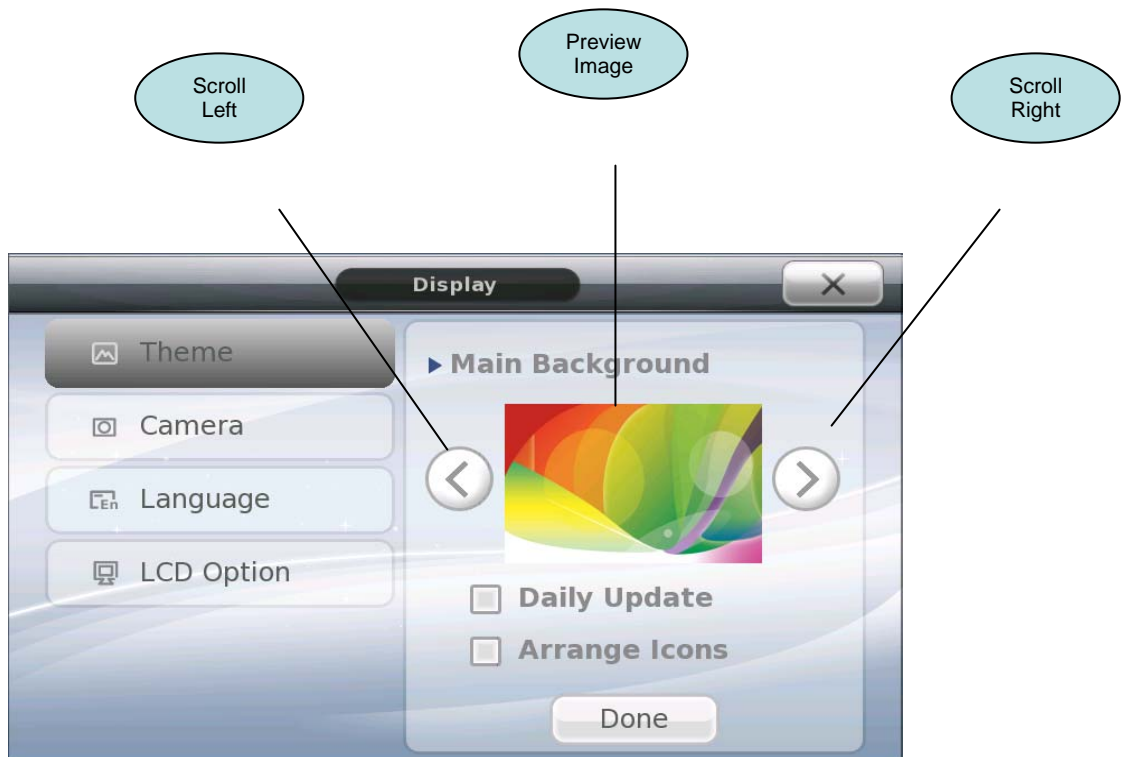 Preview
Image
Scroll
Left
Scroll
Right
Display
Theme
Camera
En Language
LCD Option
Main Background
Daily Update
Arrange Icons
Done